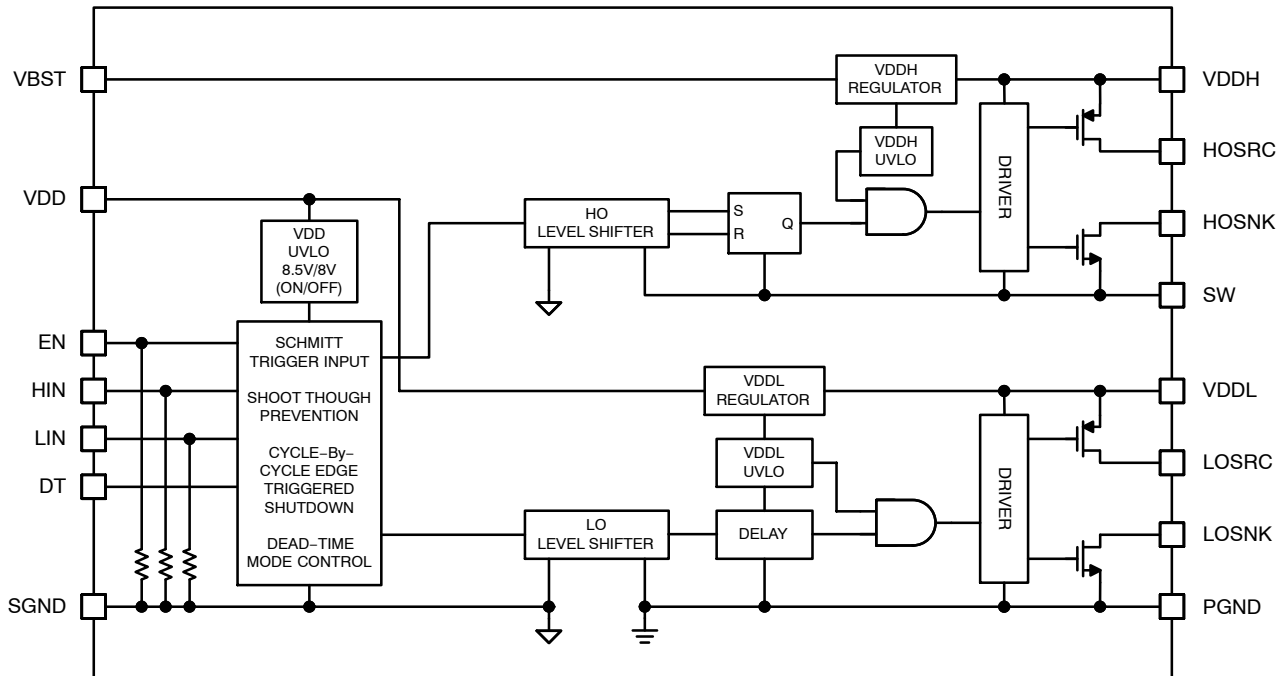 VBST
VDD
EN
HIN
LIN
DT
SGND
VDD
UVLO
8.5V/8V
(ON/OFF)
SCHMITT
TRIGGER INPUT
SHOOT THOUGH
PREVENTION
CYCLE−By−
CYCLE EDGE
TRIGGERED
SHUTDOWN
DEAD−TIME
MODE CONTROL
HO
LEVEL SHIFTER
S
R
Q
VDDH
REGULATOR
VDDH
UVLO
DRIVER
LO
LEVEL SHIFTER
VDDL
REGULATOR
VDDL
UVLO
DELAY
DRIVER
VDDH
HOSRC
HOSNK
SW
VDDL
LOSRC
LOSNK
PGND